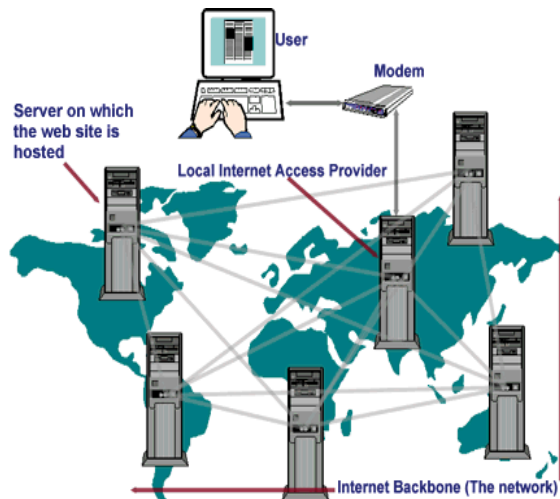 User
Modem
Server on which
the web site is
hosted
Local Internet Access Provider
Internet Backbone (The network)